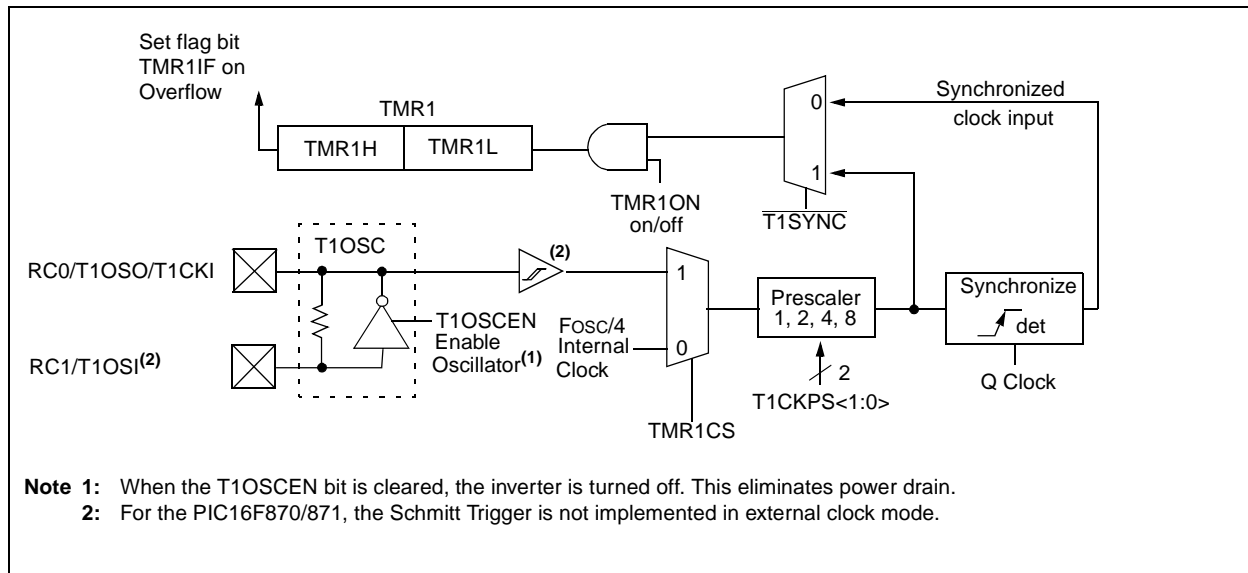 Set flag bit
TMR1IF on
Overflow
TMR1
TMR1H
TMR1L
TMR1ON
on/off
0
1
T1SYNC
Synchronized
clock input
RC0/T1OSO/T1CKI
T1OSC
(2)
RC1/T1OSI(2)
T1OSCEN
Enable
Oscillator(1)
FOSC/4
Internal
Clock
1
0
TMR1CS
Prescaler
1, 2, 4, 8
2
T1CKPS<1:0>
Synchronize
det
Q Clock
Note 1: When the T1OSCEN bit is cleared, the inverter is turned off. This eliminates power drain.
2: For the PIC16F870/871, the Schmitt Trigger is not implemented in external clock mode.